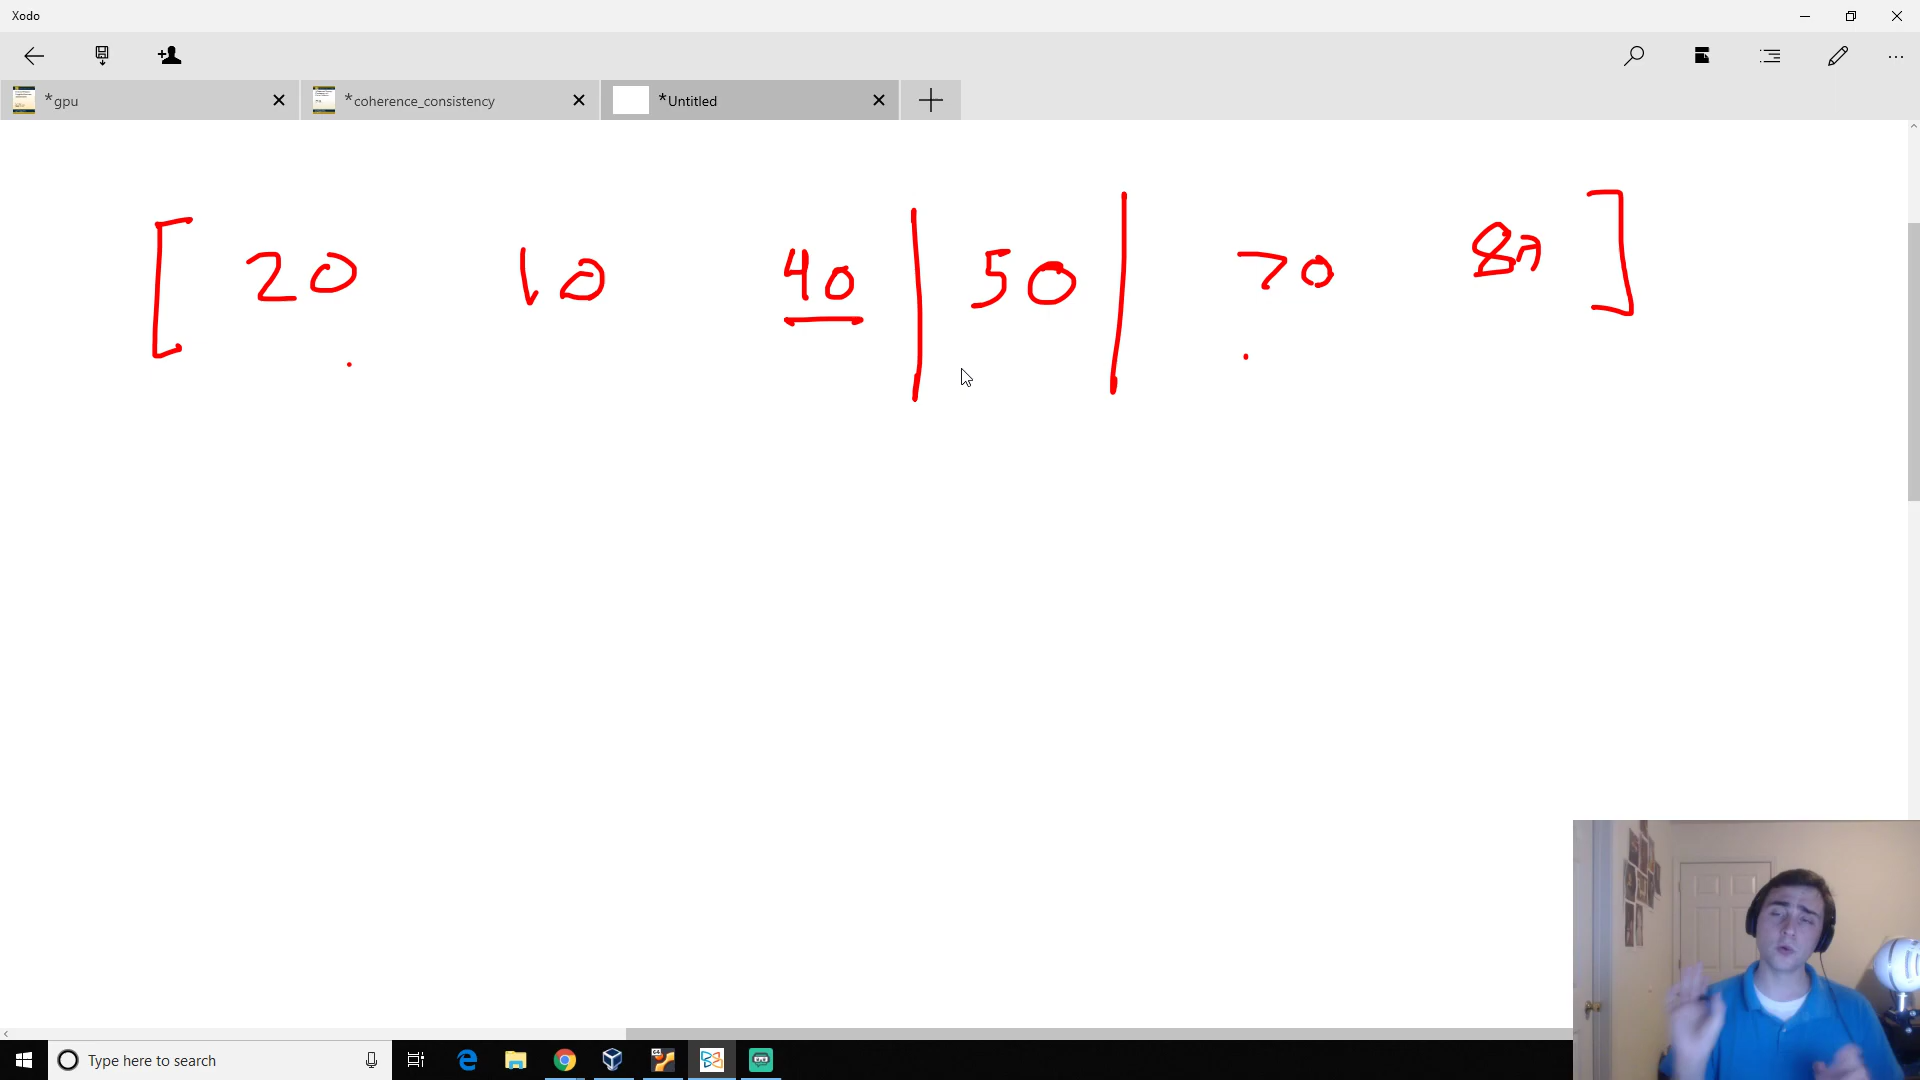 Xodo
*gpu
*coherence_consistency
*Untitled
[ 20 10 40 | 50 | 70 80 ]
Type here to search